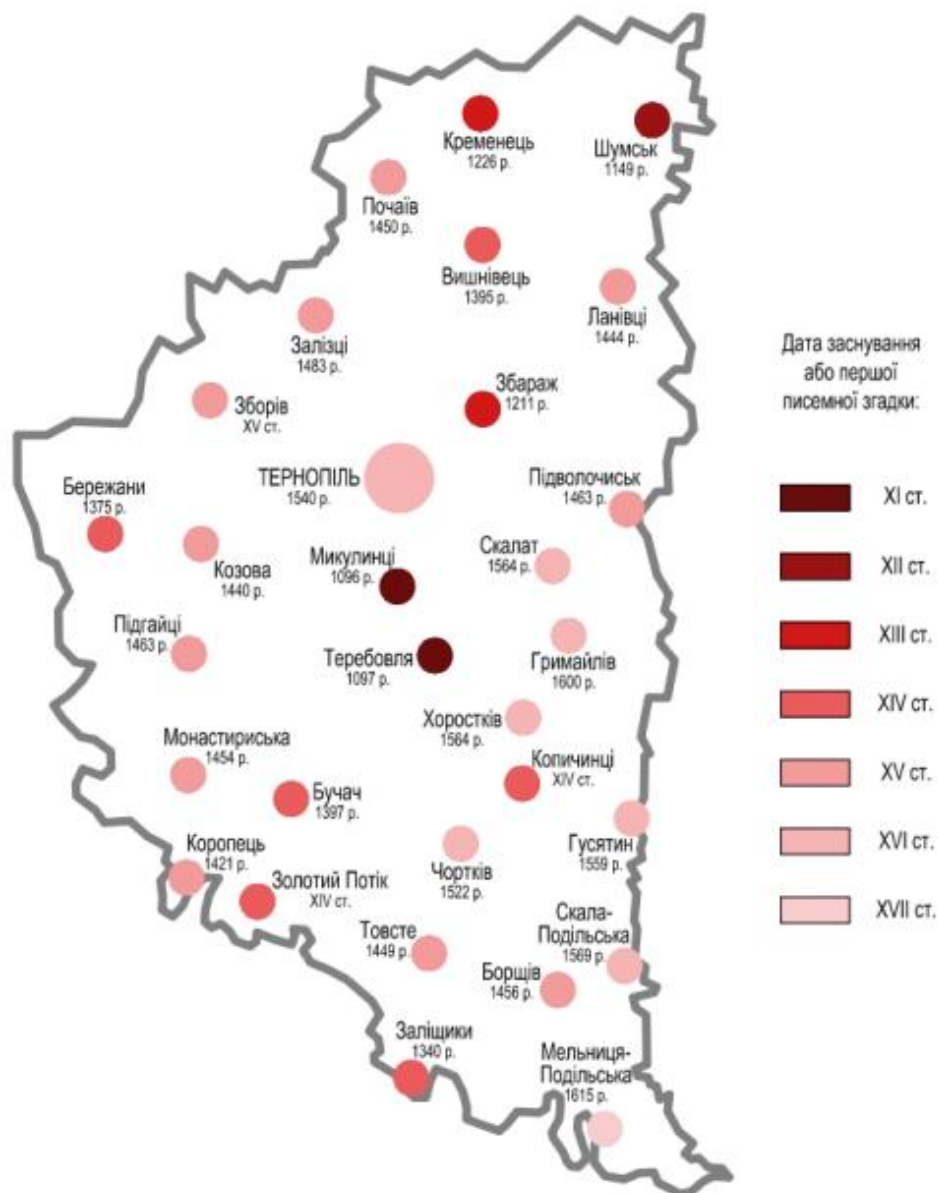 Кременець
1226 р.
Шумськ
1149 р.
Почаїв
1450 р.
Вишнівець
1395 р.
Ланівці
1444 р.
Залізці
1483 р.
Збараж
1211 р.
Зборів
XV ст.
ТЕРНОПІЛЬ
1540 р.
Підволочиськ
1463 р.
Бережани
1375 р.
Козова
1440 р.
Микулинці
1096 р.
Скалат
1564 р.
Підгайці
1463 р.
Теребовля
1097 р.
Гримайлів
1600 р.
Хоростків
1564 р.
Монастириська
1454 р.
Бучач
1397 р.
Копичинці
XIV ст.
Гусятин
1559 р.
Коропець
1421 р.
Золотий Потік
XIV ст.
Чортків
1522 р.
Товсте
1449 р.
Скала-
Подільська
1569 р.
Борщів
1456 р.
Заліщики
1340 р.
Мельниця-
Подільська
1615 р.
Дата заснування
або першої
писемної згадки:
XI ст.
XII ст.
XIII ст.
XIV ст.
XV ст.
XVI ст.
XVII ст.